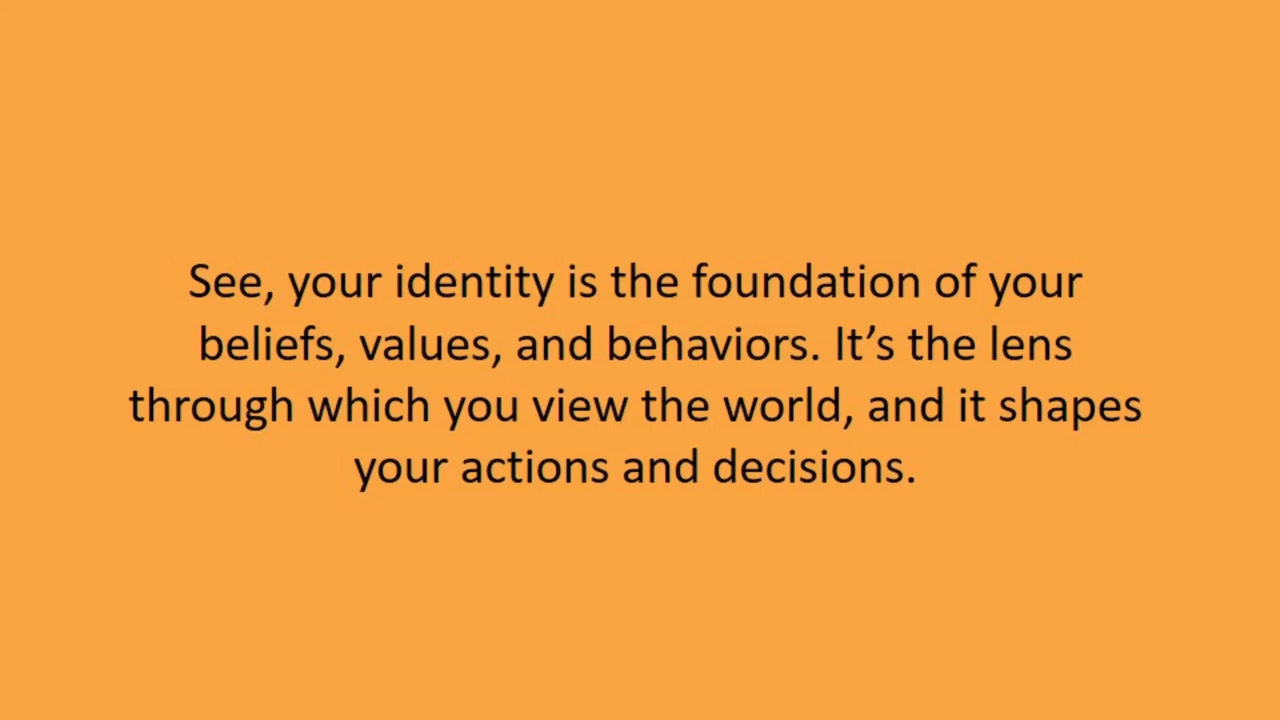 See, your identity is the foundation of your
beliefs, values, and behaviors. It’s the lens
through which you view the world, and it shapes
your actions and decisions.